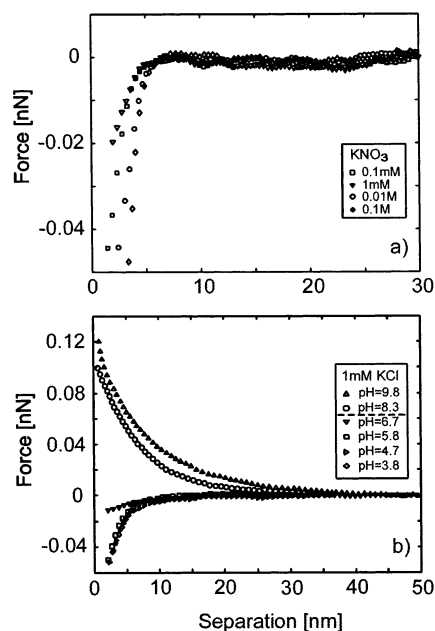 0
-0.02
-0.04
Force [nN]
KNO3
0.1mM
1mM
0.01M
0.1M
a)
0 10 20 30
0.12
0.08
0.04
0
-0.04
Force [nN]
1mM KCl
pH=9.8
pH=8.3
pH=6.7
pH=5.8
pH=4.7
pH=3.8
b)
0 10 20 30 40 50
Separation [nm]